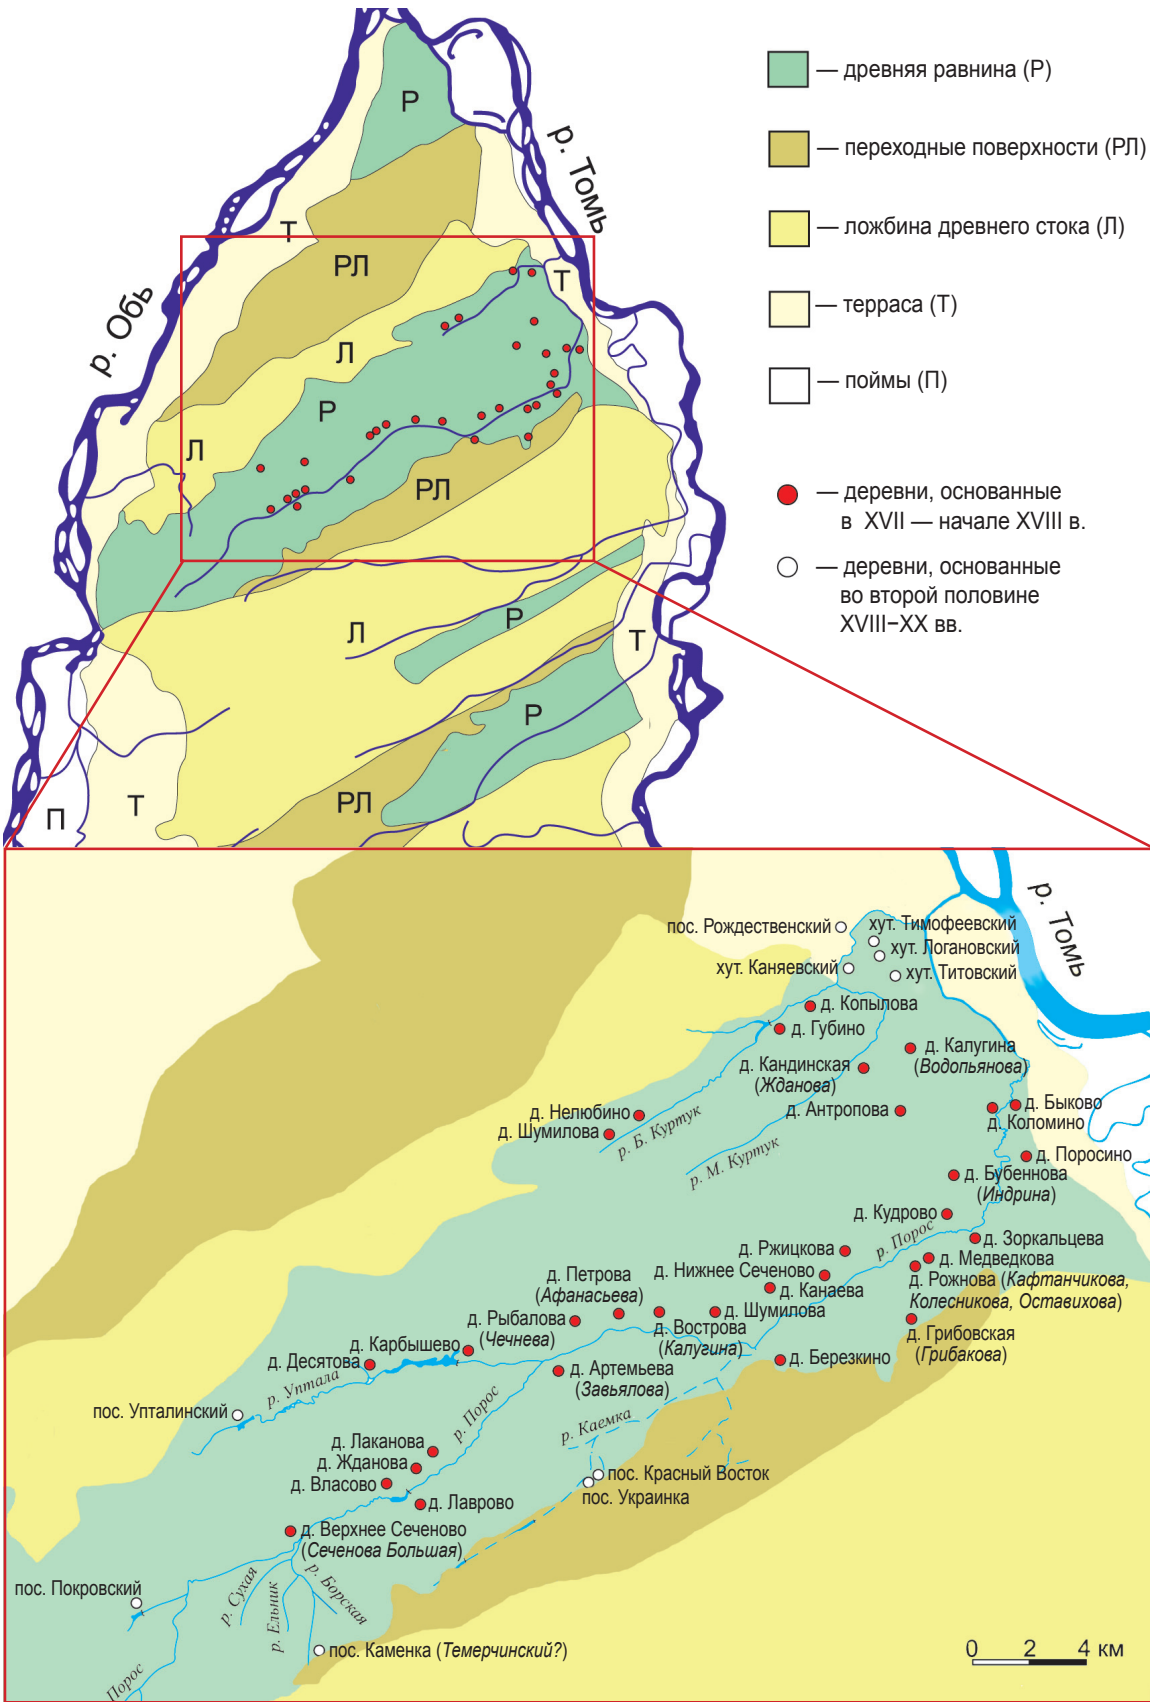 — древняя равнина (Р)
— переходные поверхности (РЛ)
— ложбина древнего стока (Л)
— терраса (Т)
— поймы (П)
— деревни, основанные
в XVII — начале XVIII в.
— деревни, основанные
во второй половине
XVIII–XX вв.
Р
р. Томь
Т
РЛ
Т
р. Обь
Л
Р
Л
РЛ
Р
Л
Т
Р
РЛ
Т
П
р. Томь
пос. Рождественский
хут. Тимофеевский
хут. Логановский
хут. Каняевский
хут. Титовский
д. Копылова
д. Губино
д. Калугина
(Водопьянова)
д. Кандинская
(Жданова)
д. Антропова
д. Быково
д. Коломино
д. Нелюбино
д. Шумилова
р. Б. Куртук
р. М. Куртук
д. Поросино
д. Бубеннова
(Индрина)
д. Кудрово
р. Порос
д. Зоркальцева
д. Ржицкова
д. Медведкова
д. Нижнее Сеченово
д. Рожнова (Кафтанчикова,
Колесникова, Оставихова)
д. Петрова
(Афанасьева)
д. Канаева
д. Шумилова
д. Рыбалова
(Чечнева)
д. Вострова
(Калугина)
д. Грибовская
(Грибакова)
д. Карбышево
д. Десятова
д. Березкино
д. Артемьева
(Завьялова)
р. Уптала
пос. Упталинский
р. Порос
р. Каемка
д. Лаканова
д. Жданова
д. Власово
пос. Красный Восток
пос. Украинка
д. Лаврово
д. Верхнее Сеченово
(Сеченова Большая)
р. Сухая
р. Ельник
р. Борская
пос. Покровский
пос. Каменка (Темерчинский?)
Порос
0 2 4 км